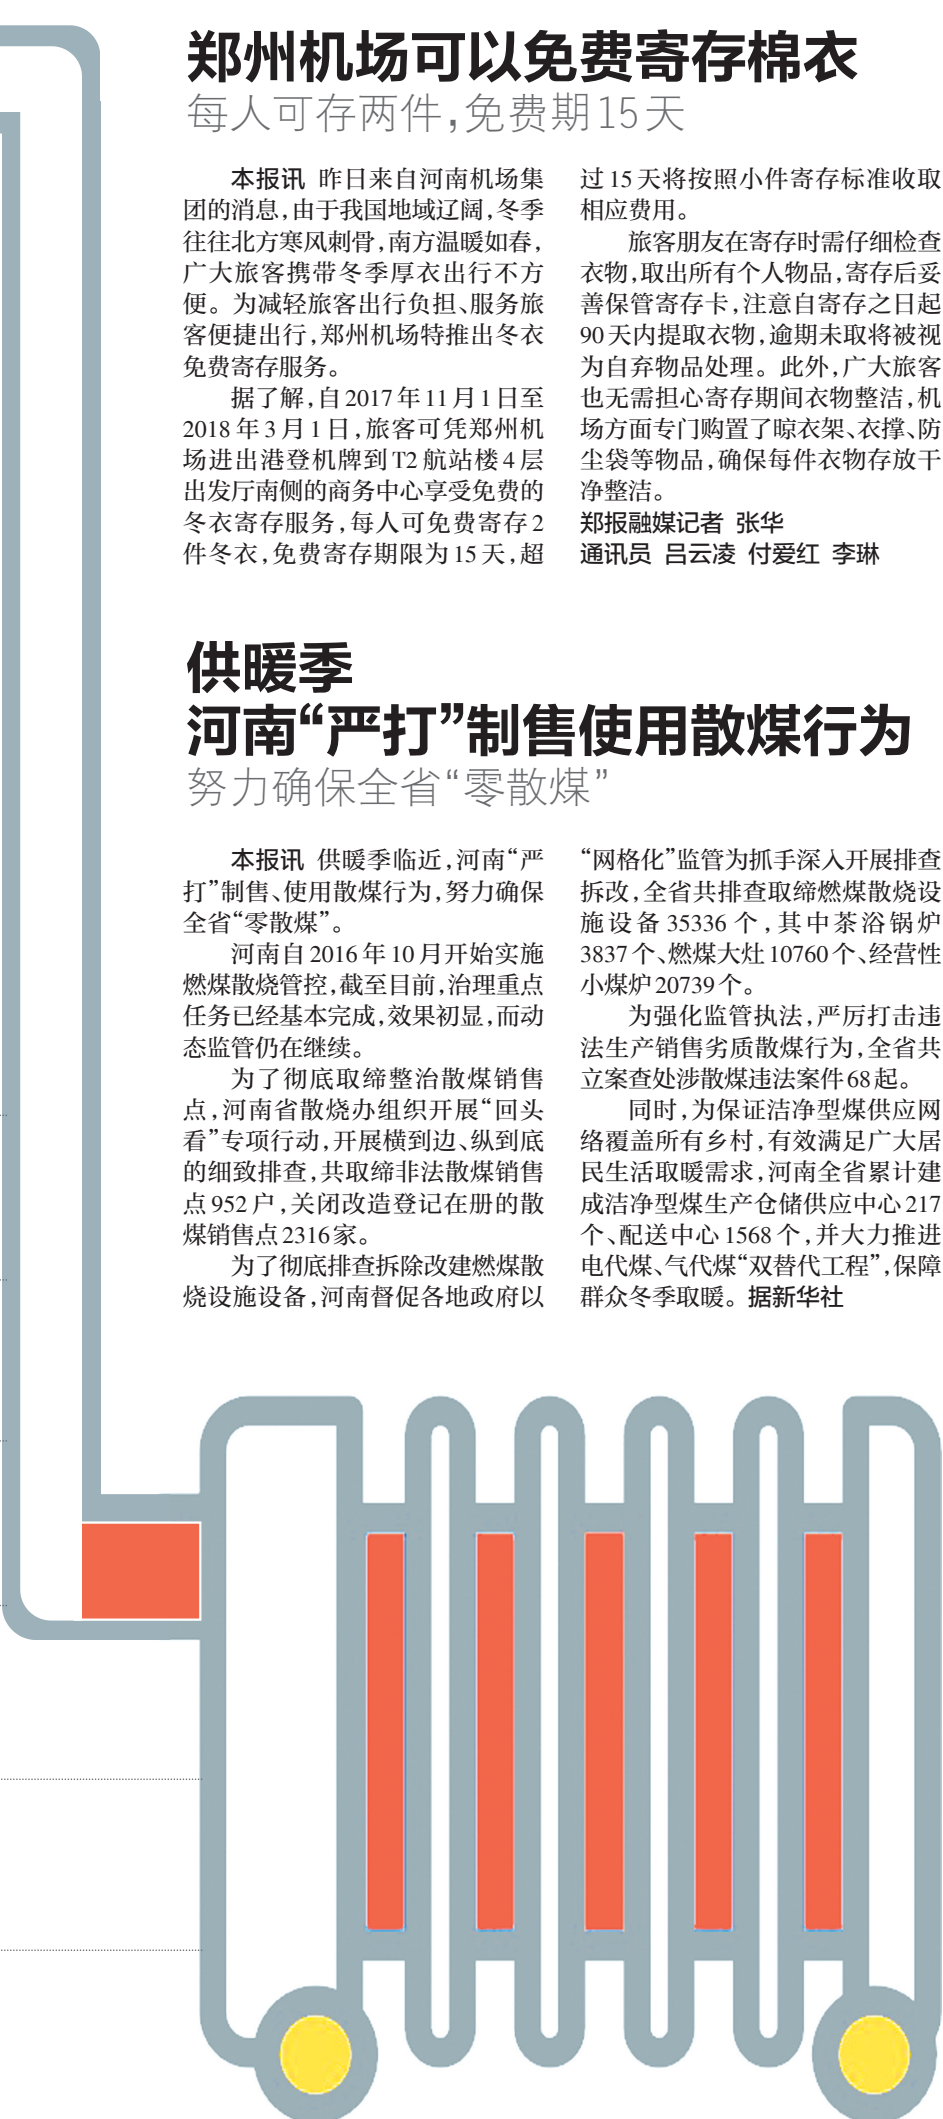 郑州机场可以免费寄存棉衣
每人可存两件,免费期15天
本报讯 昨日来自河南机场集
团的消息,由于我国地域辽阔,冬季
往往北方寒风刺骨,南方温暖如春,
广大旅客携带冬季厚衣出行不方
便。为减轻旅客出行负担、服务旅
客便捷出行,郑州机场特推出冬衣
免费寄存服务。
据了解,自2017年11月1日至
2018年3月1日,旅客可凭郑州机
场进出港登机牌到T2航站楼4层
出发厅南侧的商务中心享受免费的
冬衣寄存服务,每人可免费寄存2
件冬衣,免费寄存期限为15天,超
过15天将按照小件寄存标准收取
相应费用。
旅客朋友在寄存时需仔细检查
衣物,取出所有个人物品,寄存后妥
善保管寄存卡,注意自寄存之日起
90天内提取衣物,逾期未取将被视
为自弃物品处理。此外,广大旅客
也无需担心寄存期间衣物整洁,机
场方面专门购置了晾衣架、衣撑、防
尘袋等物品,确保每件衣物存放干
净整洁。
郑报融媒记者 张华
通讯员 吕云凌 付爱红 李琳
供暖季
河南“严打”制售使用散煤行为
努力确保全省“零散煤”
本报讯 供暖季临近,河南“严
打”制售、使用散煤行为,努力确保
全省“零散煤”。
河南自2016年10月开始实施
燃煤散烧管控,截至目前,治理重点
任务已经基本完成,效果初显,而动
态监管仍在继续。
为了彻底取缔整治散煤销售
点,河南省散烧办组织开展“回头
看”专项行动,开展横到边、纵到底
的细致排查,共取缔非法散煤销售
点952户,关闭改造登记在册的散
煤销售点2316家。
为了彻底排查拆除改建燃煤散
烧设施设备,河南督促各地政府以
“网格化”监管为抓手深入开展排查
拆改,全省共排查取缔燃煤散烧设
施设备35336个,其中茶浴锅炉
3837个、燃煤大灶10760个、经营性
小煤炉20739个。
为强化监管执法,严厉打击违
法生产销售劣质散煤行为,全省共
立案查处涉散煤违法案件68起。
同时,为保证洁净型煤供应网
络覆盖所有乡村,有效满足广大居
民生活取暖需求,河南全省累计建
成洁净型煤生产仓储供应中心217
个、配送中心1568个,并大力推进
电代煤、气代煤“双替代工程”,保障
群众冬季取暖。据新华社